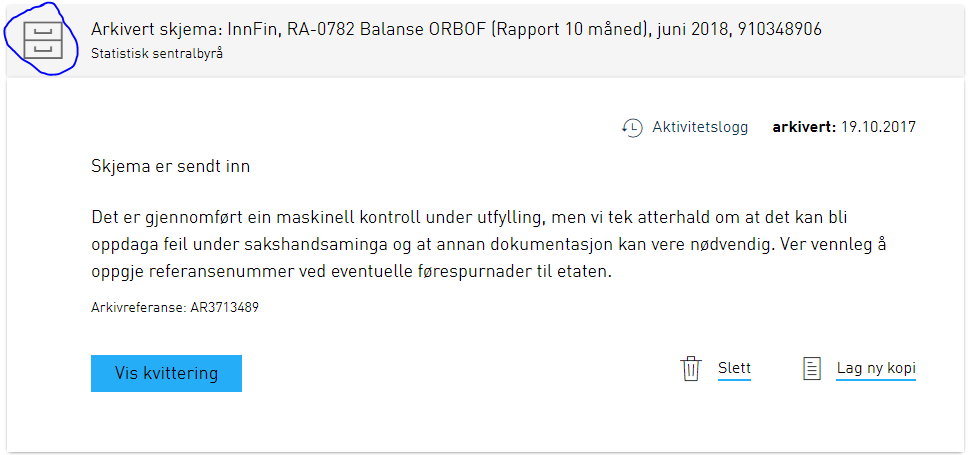 Arkivert skjema: InnFin, RA-0782 Balanse ORBOF (Rapport 10 måned), juni 2018, 910348906
Statistisk sentralbyrå
Aktivitetslogg arkivert: 19.10.2017
Skjema er sendt inn
Det er gjennomført ein maskinell kontroll under utfylling, men vi tek atterhald om at det kan bli
oppdaga feil under sakshandsaminga og at annan dokumentasjon kan vere nødvendig. Ver vennleg å
oppgje referansenummer ved eventuelle førespurnader til etaten.
Arkivreferanse: AR3713489
Vis kvittering Slett Lag ny kopi